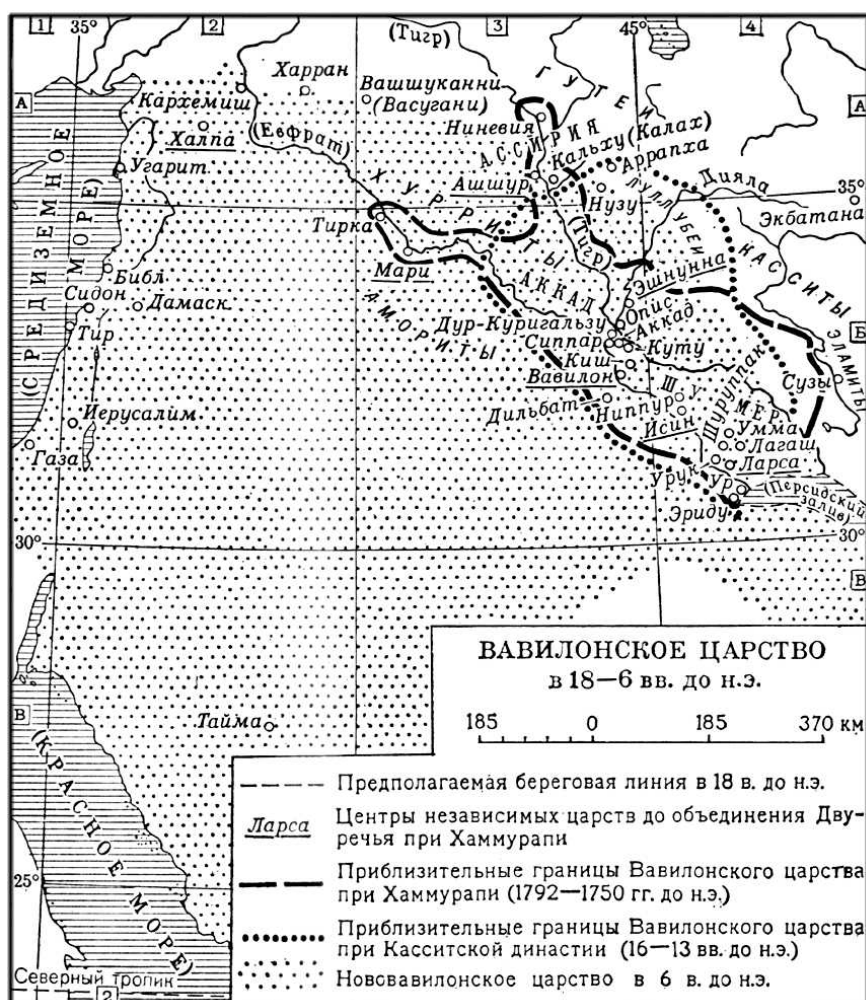 1
35°
2
(Тигр)
3
45°
4
Харран
Вашшуканни
(Васугани)
ГУТЕИ
А
Кархемиш
А
Халпа
(Евфрат)
Ниневия
АССИРИЯ
Кальху (Калах)
Угарит
Аррапха
Ашшур
ХУРРИТЫ
ЛУЛЛУБЕИ
Дияла
35°
Нузу
Тирка
(Тигр)
Экбатана
(СРЕДИЗЕМНОЕ
МОРЕ)
Мари
КАССИТЫ
Эшнунна
Библ
АККАД
Сидон
Дамаск
АМОРИТЫ
Опис
Дур-Куригальзу
Аккад
Б
Тир
Сиппар
ЭЛАМИТЫ
Киш
Куту
Вавилон
Сузы
ШУМЕР
Шуруппак
Дильбат
Ниппур
Иерусалим
Исин
Умма
Лагаш
Газа
Ларса
Урук
Ур
(Персидский
залив)
Эриду
30°
30°
В
ВАВИЛОНСКОЕ ЦАРСТВО
в 18—6 вв. до н.э.
185 0 185 370 км
В
Тайма
(КРАСНОЕ МОРЕ)
Предполагаемая береговая линия в 18 в. до н.э.
Ларса
Центры независимых царств до объединения Дву-
речья при Хаммурапи
25°
Приблизительные границы Вавилонского царства
при Хаммурапи (1792—1750 гг. до н.э.)
Приблизительные границы Вавилонского царства
при Касситской династии (16—13 вв. до н.э.)
Нововавилонское царство в 6 в. до н.э.
Северный тропик
2